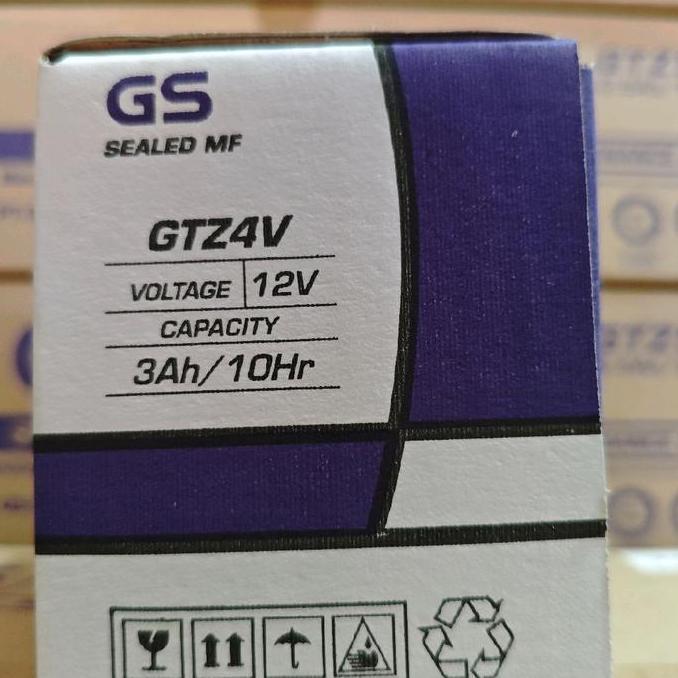 GS
SEALED MF
GTZ4V
VOLTAGE 12V
CAPACITY
3Ah/10Hr